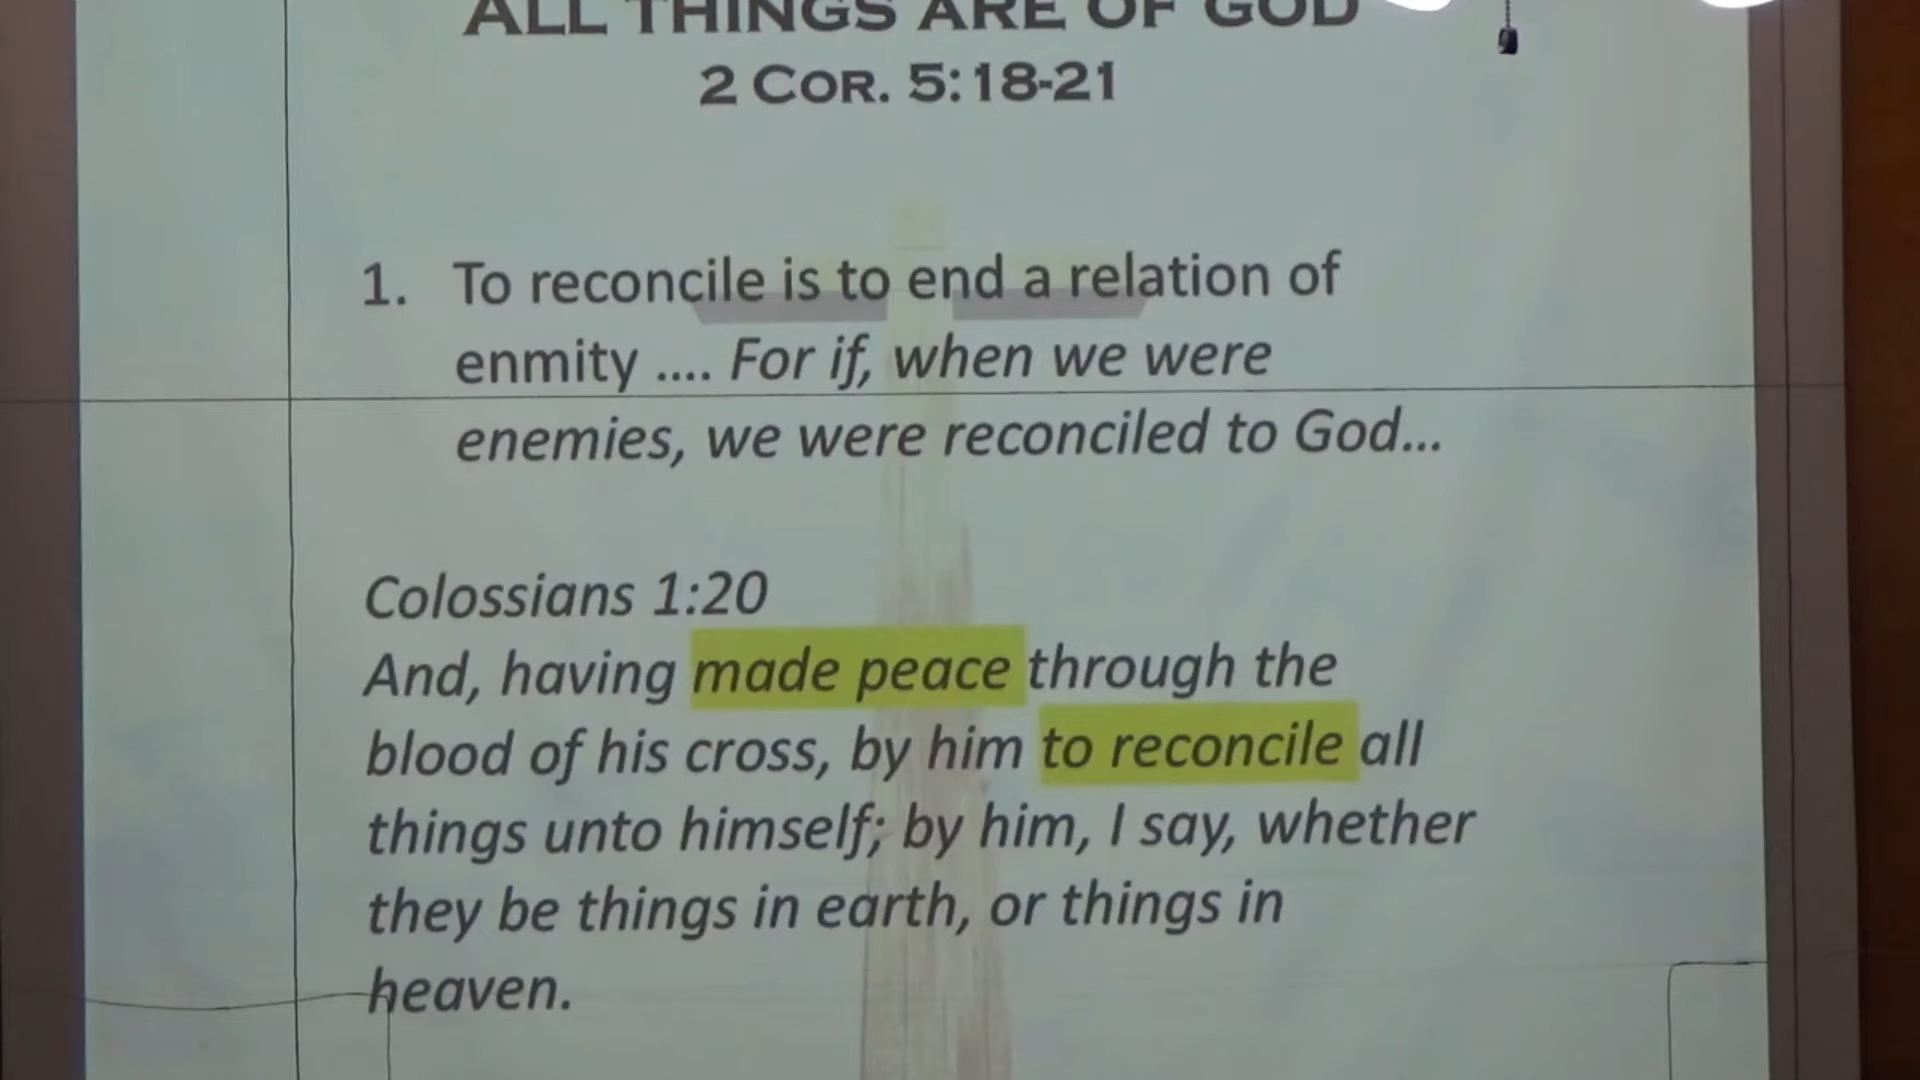 ALL THINGS ARE OF GOD
2 COR. 5:18-21
1. To reconcile is to end a relation of
enmity .... For if, when we were
enemies, we were reconciled to God...
Colossians 1:20
And, having made peace through the
blood of his cross, by him to reconcile all
things unto himself; by him, I say, whether
they be things in earth, or things in
heaven.